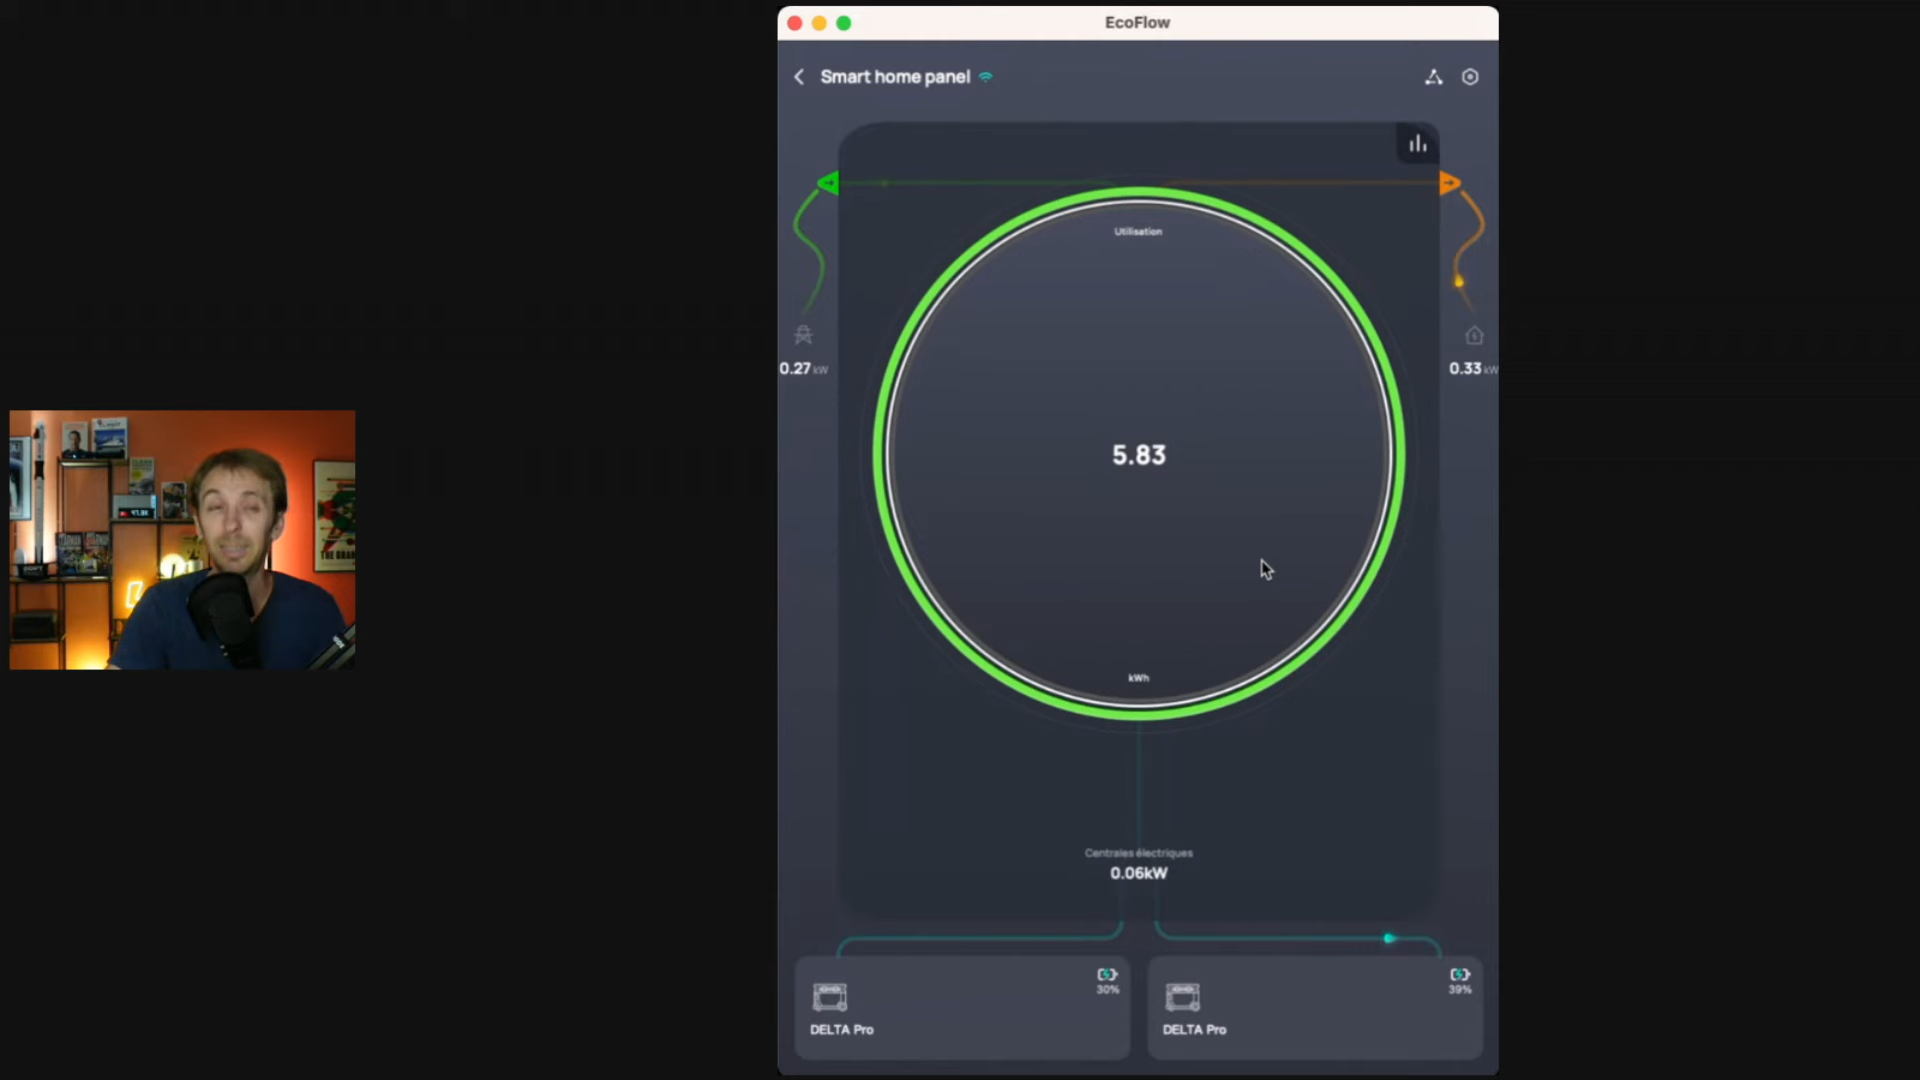 EcoFlow
Smart home panel
Utilisation
0.27 kW
0.33 kW
5.83
kWh
Centrales électriques
0.06kW
30%
39%
DELTA Pro
DELTA Pro